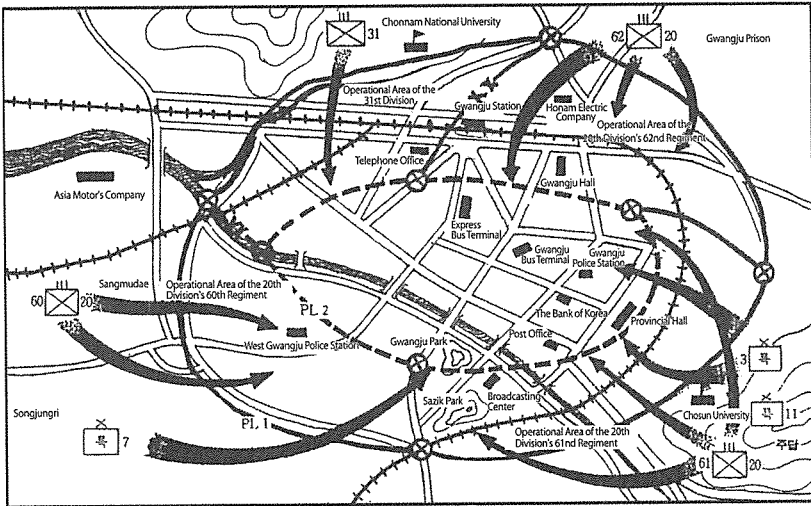 31
Chonnam National University
62
20
Gwangju Prison
Operational Area of the
31st Division
Gwangju Station
Honam Electric
Company
Operational Area of the
20th Division's 62nd Regiment
Telephone Office
Asia Motor's Company
Gwangju Hall
Express
Bus Terminal
Gwangju
Bus Terminal
Gwangju
Police Station
Sangmudae
Operational Area of the 20th
Division's 60th Regiment
60
20
PL. 2
The Bank of Korea
Provincial Hall
West Gwangju Police Station
Gwangju Park
Post Office
3
Broadcasting
Center
Sazik Park
Chosun University
특
11
Songjungri
PL 1
특
7
Operational Area of the 20th
Division's 61nd Regiment
주답
61
20